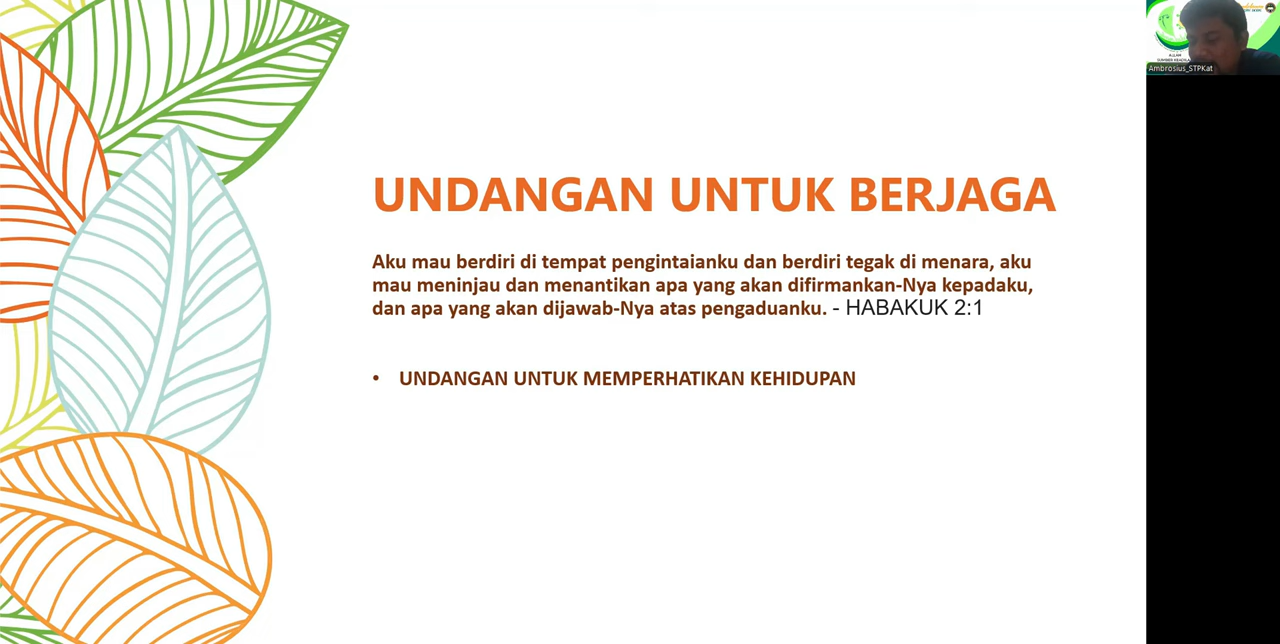 UNDANGAN UNTUK BERJAGA
Aku mau berdiri di tempat pengintaianku dan berdiri tegak di menara, aku
mau meninjau dan menantikan apa yang akan difirmankan-Nya kepadaku,
dan apa yang akan dijawab-Nya atas pengaduanku. - HABAKUK 2:1
• UNDANGAN UNTUK MEMPERHATIKAN KEHIDUPAN
Ambrosius_STPKat